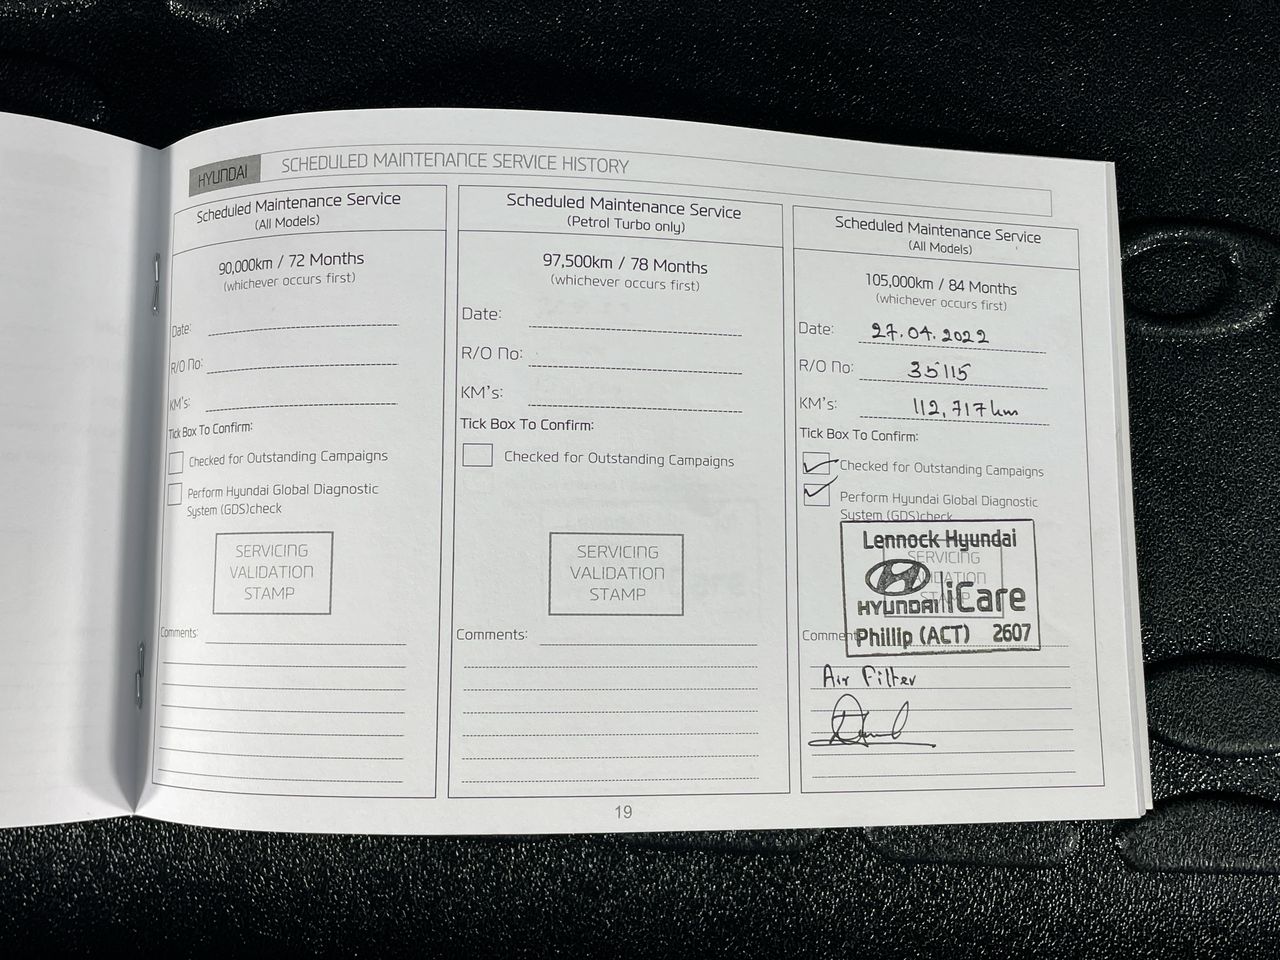 HYUNDAI SCHEDULED MAINTENANCE SERVICE HISTORY
Scheduled Maintenance Service
(All Models)
90,000km / 72 Months
(whichever occurs first)
Date:
R/O No:
KM's:
Tick Box To Confirm:
Checked for Outstanding Campaigns
Perform Hyundai Global Diagnostic
System (GDS)check
SERVICING
VALIDATION
STAMP
Comments:
Scheduled Maintenance Service
(Petrol Turbo only)
97,500km / 78 Months
(whichever occurs first)
Date:
R/O No:
KM's:
Tick Box To Confirm:
Checked for Outstanding Campaigns
SERVICING
VALIDATION
STAMP
Comments:
Scheduled Maintenance Service
(All Models)
105,000km / 84 Months
(whichever occurs first)
Date: 27.04.2022
R/O No: 35115
KM's: 112,717km
Tick Box To Confirm:
Checked for Outstanding Campaigns
Perform Hyundai Global Diagnostic
System (GDS)check
Lennock Hyundai
SERVICING
VALIDATION
STAMP
HYUNDAI iCare
Comments:
Phillip (ACT) 2607
Air Filter
19